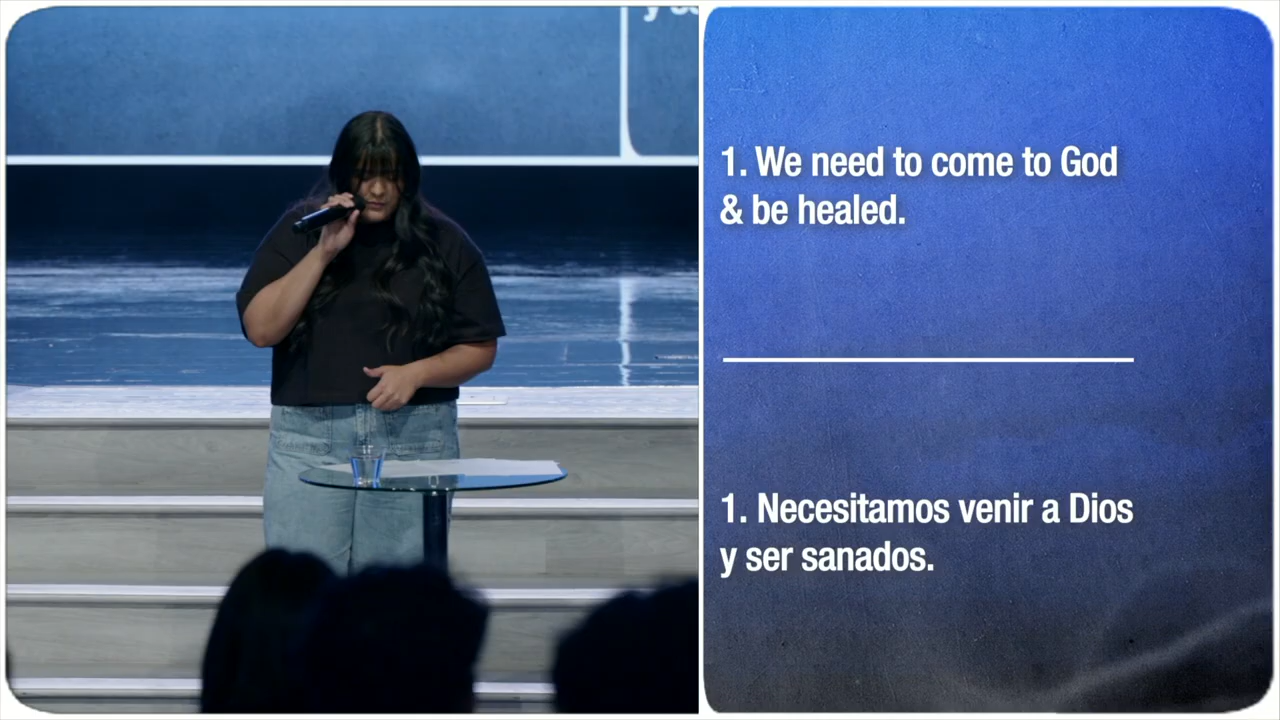 1. We need to come to God
& be healed.
1. Necesitamos venir a Dios
y ser sanados.